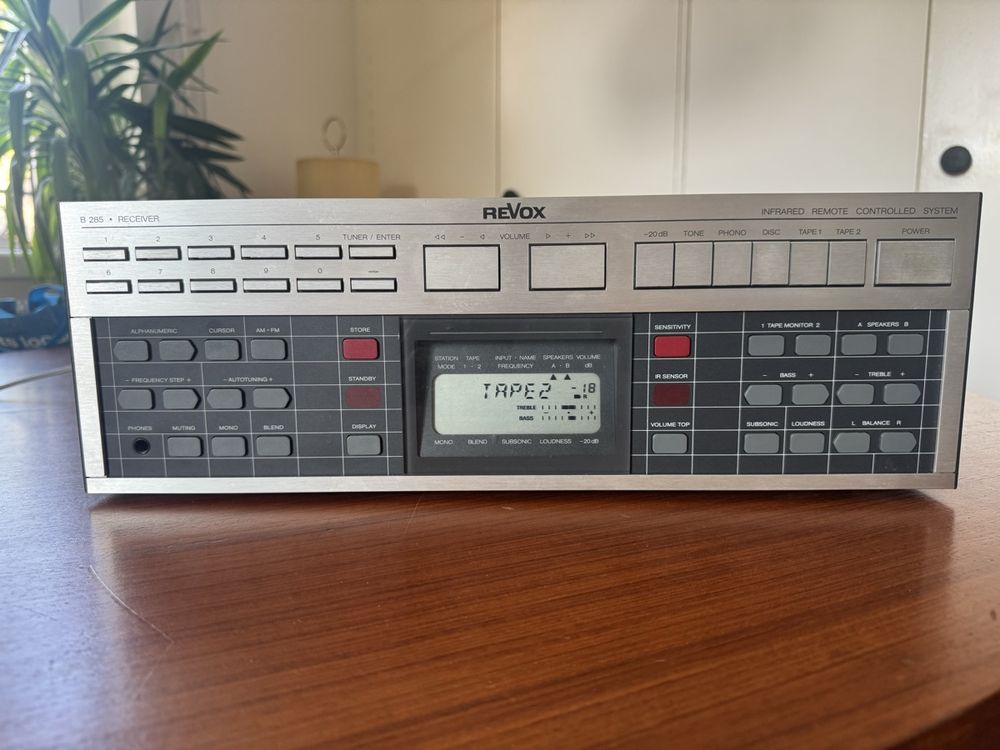 REVOX
B 285 • RECEIVER
INFRARED REMOTE CONTROLLED SYSTEM
1 2 3 4 5 TUNER / ENTER
◁◁ - ◁ VOLUME ▷ + ▷▷
-20 dB TONE PHONO DISC TAPE 1 TAPE 2 POWER
6 7 8 9 0
ALPHANUMERIC CURSOR AM • FM STORE
SENSITIVITY 1 TAPE MONITOR 2 A SPEAKERS B
STATION TAPE INPUT • NAME SPEAKERS VOLUME
MODE 1 • 2 FREQUENCY A • B dB
- FREQUENCY STEP + - AUTOTUNING + STANDBY
TAPE2 -18
TREBLE
BASS
IR SENSOR - BASS + - TREBLE +
PHONES MUTING MONO BLEND DISPLAY
MONO BLEND SUBSONIC LOUDNESS -20 dB
VOLUME TOP SUBSONIC LOUDNESS L BALANCE R